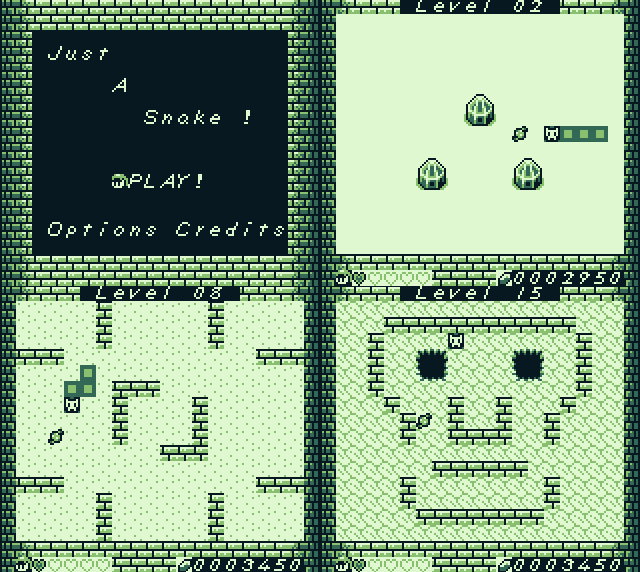 Just
A
Snake !
PLAY!
Options Credits
Level 02
0002950
Level 08
0003450
Level 15
0003450